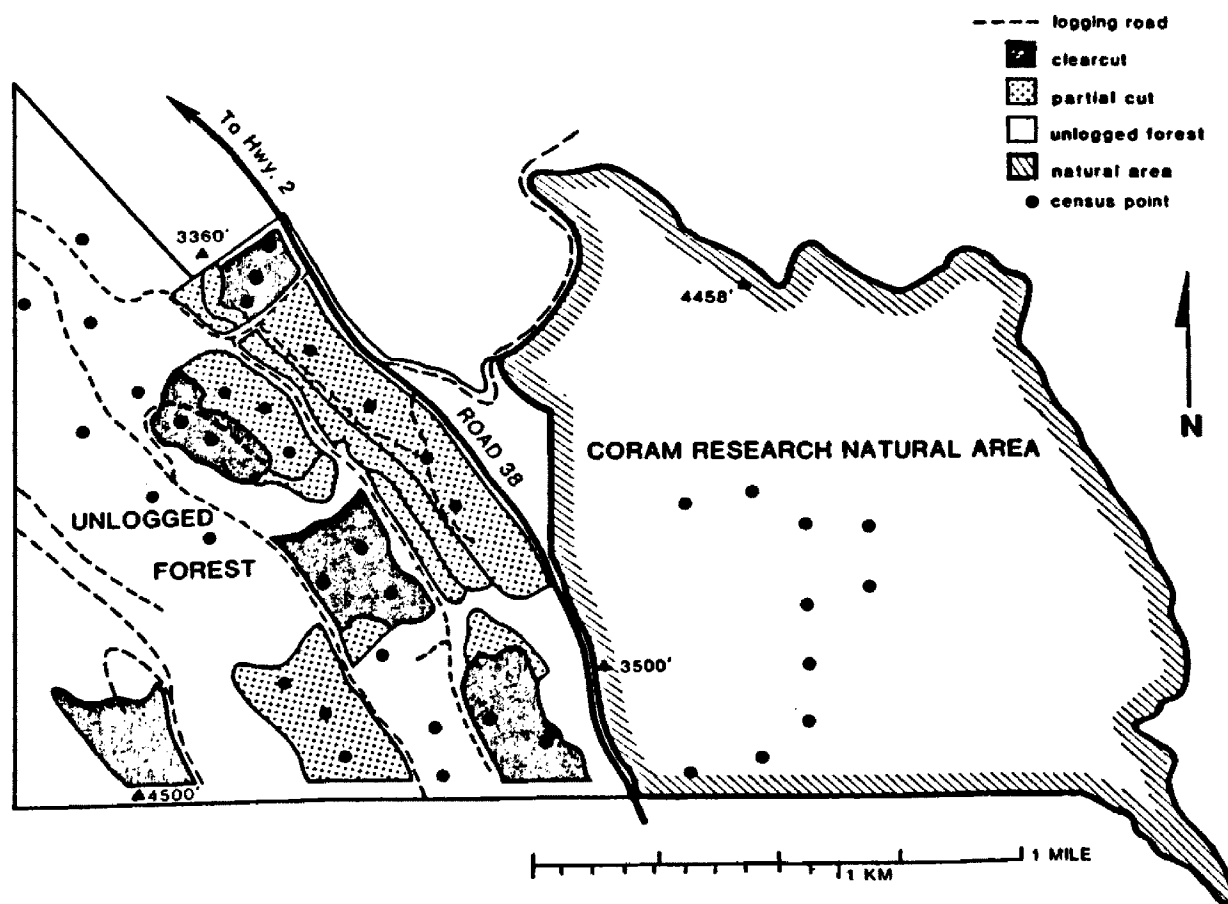 logging road
clearcut
partial cut
unlogged forest
natural area
census point
To Hwy. 2
3360'
4458'
N
ROAD 38
CORAM RESEARCH NATURAL AREA
UNLOGGED
FOREST
3500'
4500'
1 MILE
1 KM